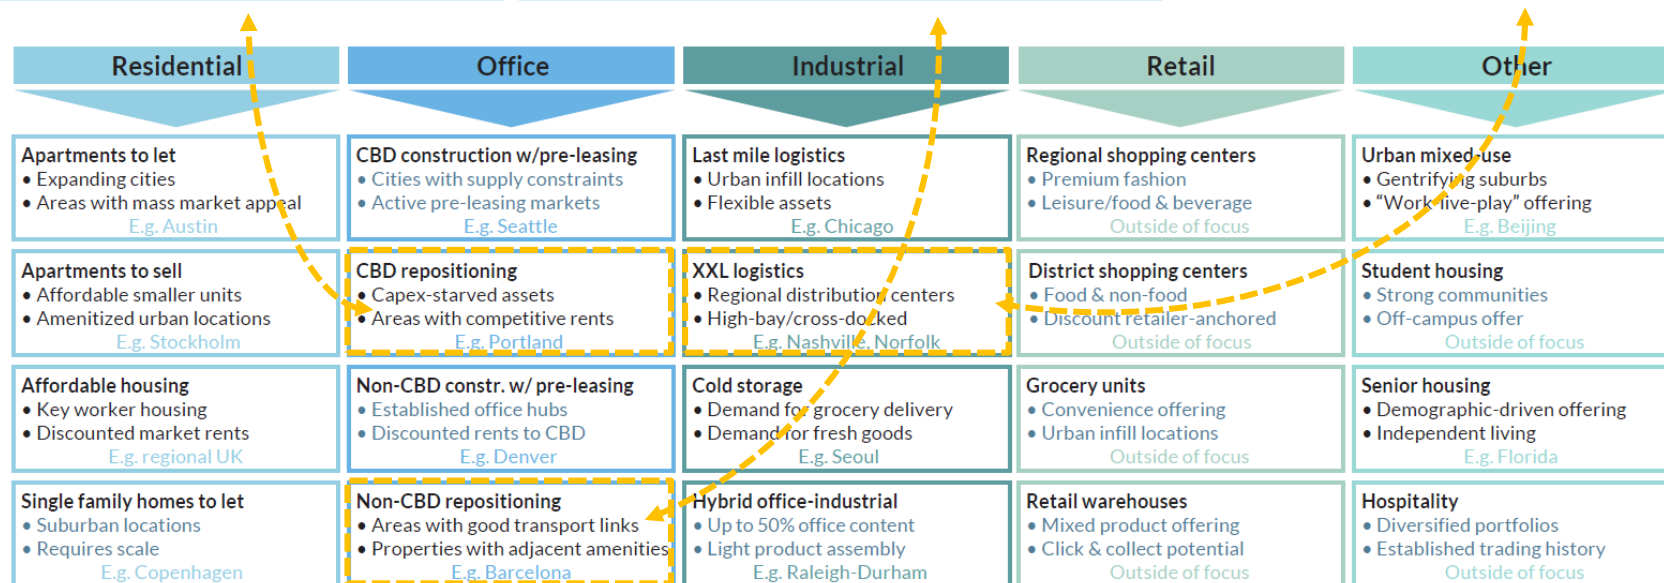 Residential
Office
Industrial
Retail
Other
Apartments to let
• Expanding cities
• Areas with mass market appeal
E.g. Austin
Apartments to sell
• Affordable smaller units
• Amenitized urban locations
E.g. Stockholm
Affordable housing
• Key worker housing
• Discounted market rents
E.g. regional UK
Single family homes to let
• Suburban locations
• Requires scale
E.g. Copenhagen
CBD construction w/pre-leasing
• Cities with supply constraints
• Active pre-leasing markets
E.g. Seattle
CBD repositioning
• Capex-starved assets
• Areas with competitive rents
E.g. Portland
Non-CBD constr. w/ pre-leasing
• Established office hubs
• Discounted rents to CBD
E.g. Denver
Non-CBD repositioning
• Areas with good transport links
• Properties with adjacent amenities
E.g. Barcelona
Last mile logistics
• Urban infill locations
• Flexible assets
E.g. Chicago
XXL logistics
• Regional distribution centers
• High-bay/cross-docked
E.g. Nashville, Norfolk
Cold storage
• Demand for grocery delivery
• Demand for fresh goods
E.g. Seoul
Hybrid office-industrial
• Up to 50% office content
• Light product assembly
E.g. Raleigh-Durham
Regional shopping centers
• Premium fashion
• Leisure/food & beverage
Outside of focus
District shopping centers
• Food & non-food
• Discount retailer-anchored
Outside of focus
Grocery units
• Convenience offering
• Urban infill locations
Outside of focus
Retail warehouses
• Mixed product offering
• Click & collect potential
Outside of focus
Urban mixed-use
• Gentrifying suburbs
• “Work-live-play” offering
E.g. Beijing
Student housing
• Strong communities
• Off-campus offer
Outside of focus
Senior housing
• Demographic-driven offering
• Independent living
E.g. Florida
Hospitality
• Diversified portfolios
• Established trading history
Outside of focus